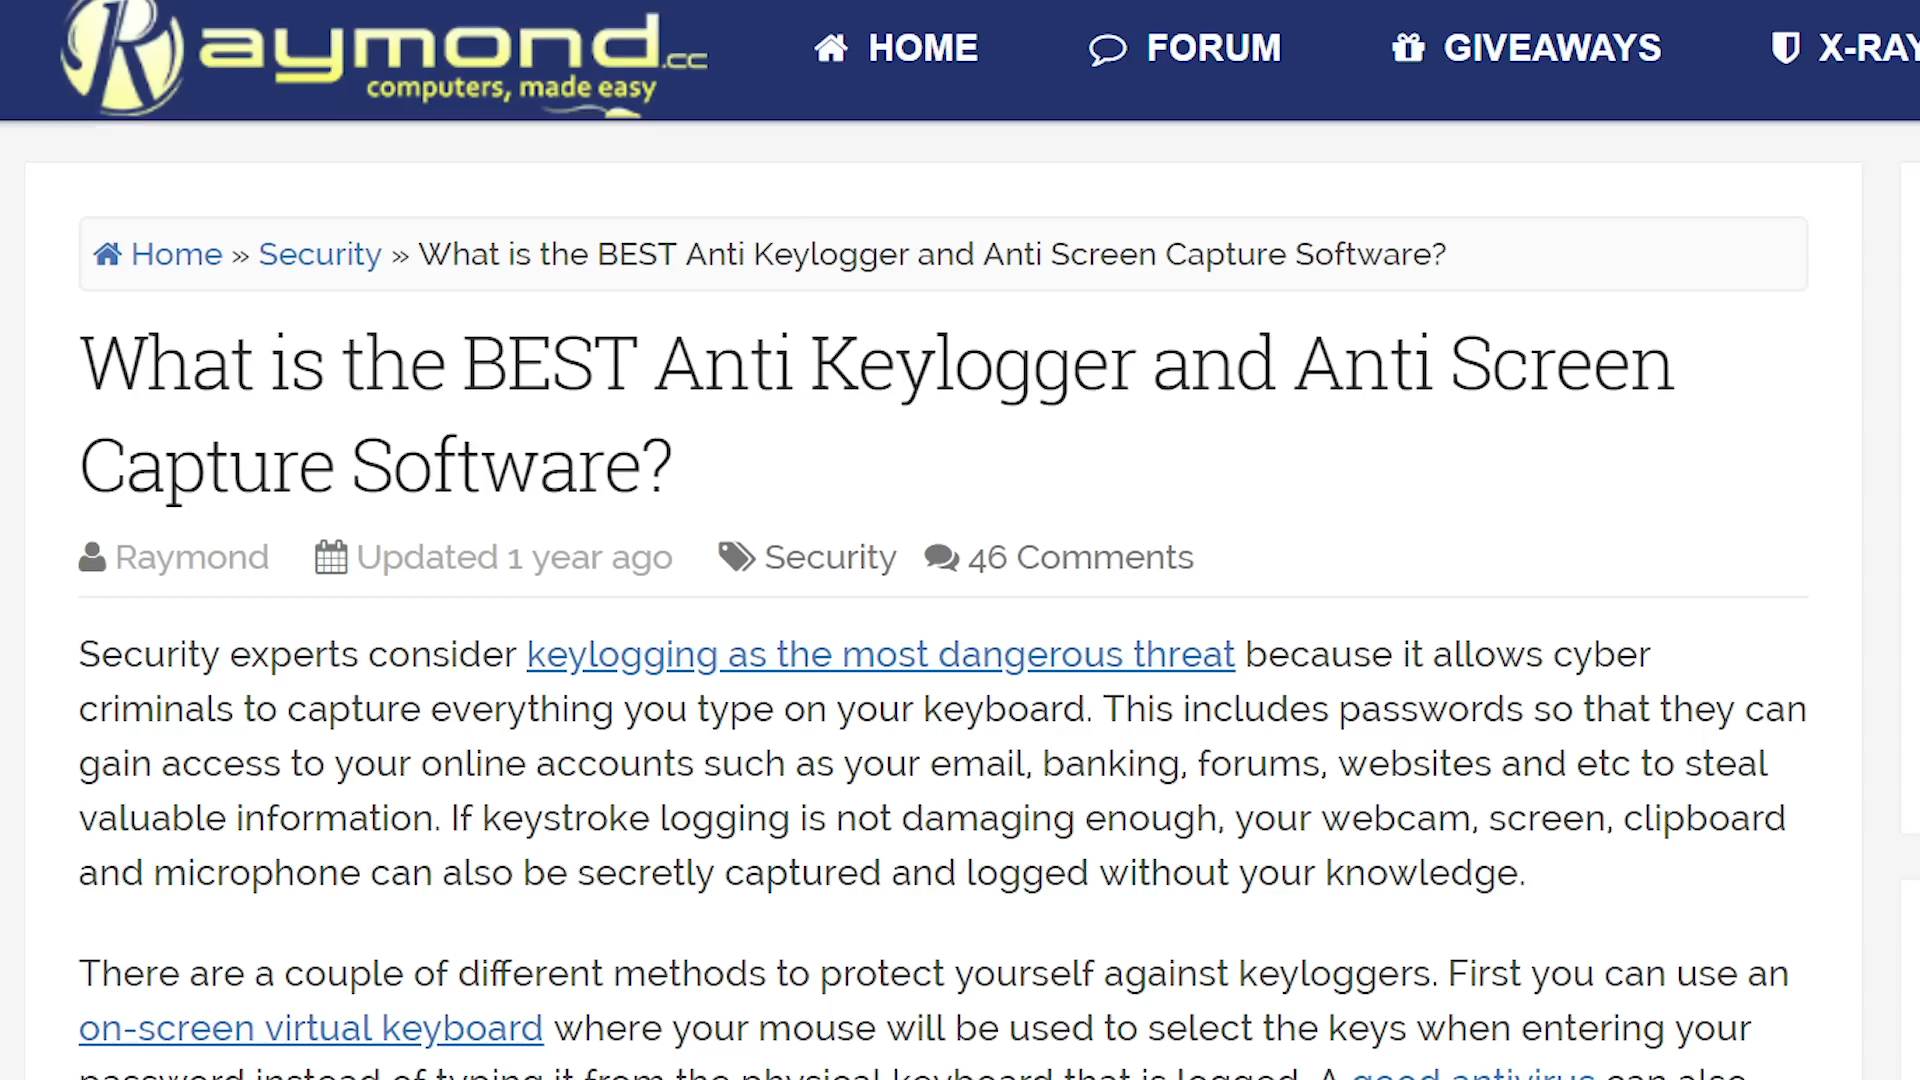 Raymond.cc
computers, made easy
HOME
FORUM
GIVEAWAYS
X-RAY
Home » Security » What is the BEST Anti Keylogger and Anti Screen Capture Software?
What is the BEST Anti Keylogger and Anti Screen
Capture Software?
Raymond Updated 1 year ago Security 46 Comments
Security experts consider keylogging as the most dangerous threat because it allows cyber
criminals to capture everything you type on your keyboard. This includes passwords so that they can
gain access to your online accounts such as your email, banking, forums, websites and etc to steal
valuable information. If keystroke logging is not damaging enough, your webcam, screen, clipboard
and microphone can also be secretly captured and logged without your knowledge.
There are a couple of different methods to protect yourself against keyloggers. First you can use an
on-screen virtual keyboard where your mouse will be used to select the keys when entering your
password instead of typing it from the physical keyboard that is logged. A good antivirus can also